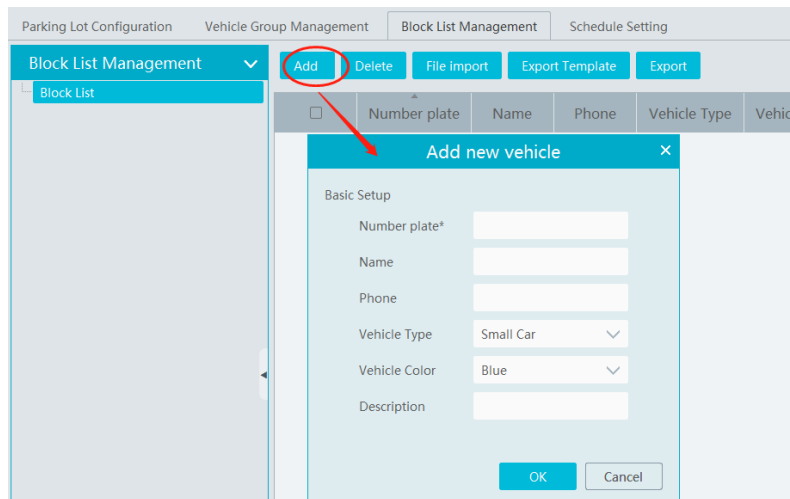 Parking Lot Configuration Vehicle Group Management Block List Management Schedule Setting
Block List Management Add Delete File import Export Template Export
Block List
Number plate Name Phone Vehicle Type
Add new vehicle
Basic Setup
Number plate*
Name
Phone
Vehicle Type Small Car
Vehicle Color Blue
Description
OK Cancel